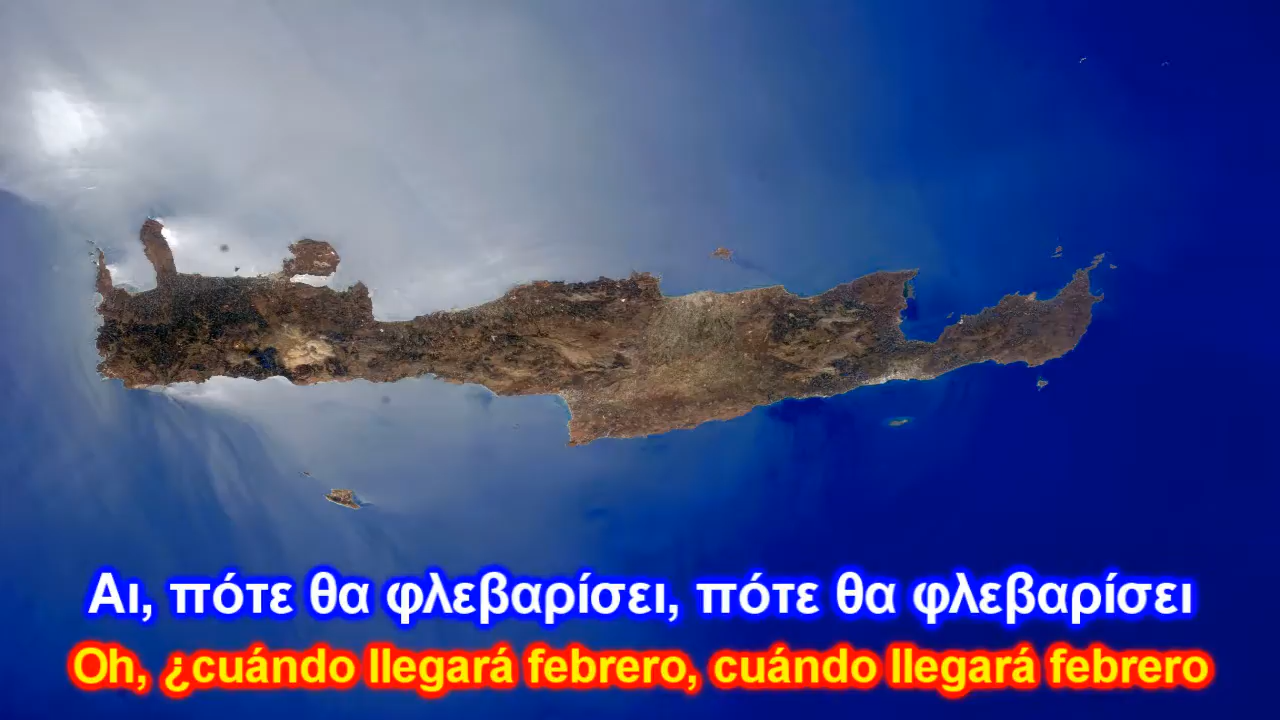 Αι, πότε θα φλεβαρίσει, πότε θα φλεβαρίσει
Oh, ¿cuándo llegará febrero, cuándo llegará febrero